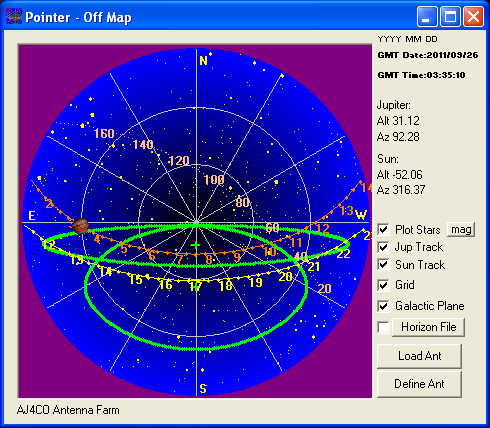 Pointer - Off Map
YYYY MM DD
GMT Date:2011/09/26
GMT Time:03:35:10
Jupiter:
Alt 31.12
Az 92.28
Sun:
Alt -52.06
Az 316.37
Plot Stars mag
Jup Track
Sun Track
Grid
Galactic Plane
Horizon File
Load Ant
Define Ant
N
160
140
120
100
80
60
40
20
2
4
5
6
7
8
9
10
11
12
13
14
E
W
12
13
14
15
16
17
18
19
20
21
22
S
AJ4CO Antenna Farm